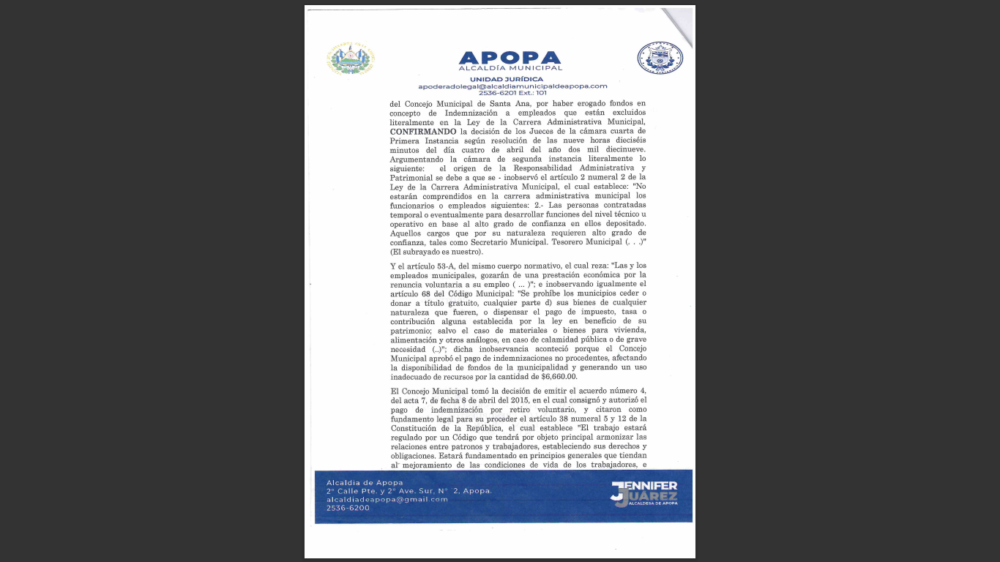 APOPA
ALCALDÍA MUNICIPAL
UNIDAD JURÍDICA
apoderadolegal@alcaldiamunicipaldeapopa.com
2536-6201 Ext.: 101
del Concejo Municipal de Santa Ana, por haber erogado fondos en
concepto de Indemnización a empleados que están excluidos
literalmente en la Ley de la Carrera Administrativa Municipal,
CONFIRMANDO la decisión de los Jueces de la cámara cuarta de
Primera Instancia según resolución de las nueve horas dieciséis
minutos del día cuatro de abril del año dos mil diecinueve.
Argumentando la cámara de segunda instancia literalmente lo
siguiente: el origen de la Responsabilidad Administrativa y
Patrimonial se debe a que se - inobservó el artículo 2 numeral 2 de la
Ley de la Carrera Administrativa Municipal, el cual establece: "No
estarán comprendidos en la carrera administrativa municipal los
funcionarios o empleados siguientes: 2.- Las personas contratadas
temporal o eventualmente para desarrollar funciones del nivel técnico u
operativo en base al alto grado de confianza en ellos depositado.
Aquellos cargos que por su naturaleza requieren alto grado de
confianza, tales como Secretario Municipal. Tesorero Municipal (. . .)"
(El subrayado es nuestro).
Y el artículo 53-A, del mismo cuerpo normativo, el cual reza: "Las y los
empleados municipales, gozarán de una prestación económica por la
renuncia voluntaria a su empleo ( ... )"; e inobservando igualmente el
artículo 68 del Código Municipal: "Se prohíbe los municipios ceder o
donar a título gratuito, cualquier parte d) sus bienes de cualquier
naturaleza que fueren, o dispensar el pago de impuesto, tasa o
contribución alguna establecida por la ley en beneficio de su
patrimonio; salvo el caso de materiales o bienes para vivienda,
alimentación y otros análogos, en caso de calamidad pública o de grave
necesidad (..)"; dicha inobservancia aconteció porque el Concejo
Municipal aprobó el pago de indemnizaciones no procedentes, afectando
la disponibilidad de fondos de la municipalidad y generando un uso
inadecuado de recursos por la cantidad de $6,660.00.
El Concejo Municipal tomó la decisión de emitir el acuerdo número 4,
del acta 7, de fecha 8 de abril del 2015, en el cual consignó y autorizó el
pago de indemnización por retiro voluntario, y citaron como
fundamento legal para su proceder el artículo 38 numeral 5 y 12 de la
Constitución de la República, el cual establece "El trabajo estará
regulado por un Código que tendrá por objeto principal armonizar las
relaciones entre patronos y trabajadores, estableciendo sus derechos y
obligaciones. Estará fundamentado en principios generales que tiendan
al mejoramiento de las condiciones de vida de los trabajadores, e
Alcaldia de Apopa
2° Calle Pte. y 2° Ave. Sur, N° 2, Apopa.
alcaldiadeapopa@gmail.com
2536-6200
JENNIFER
JUÁREZ
ALCALDESA DE APOPA